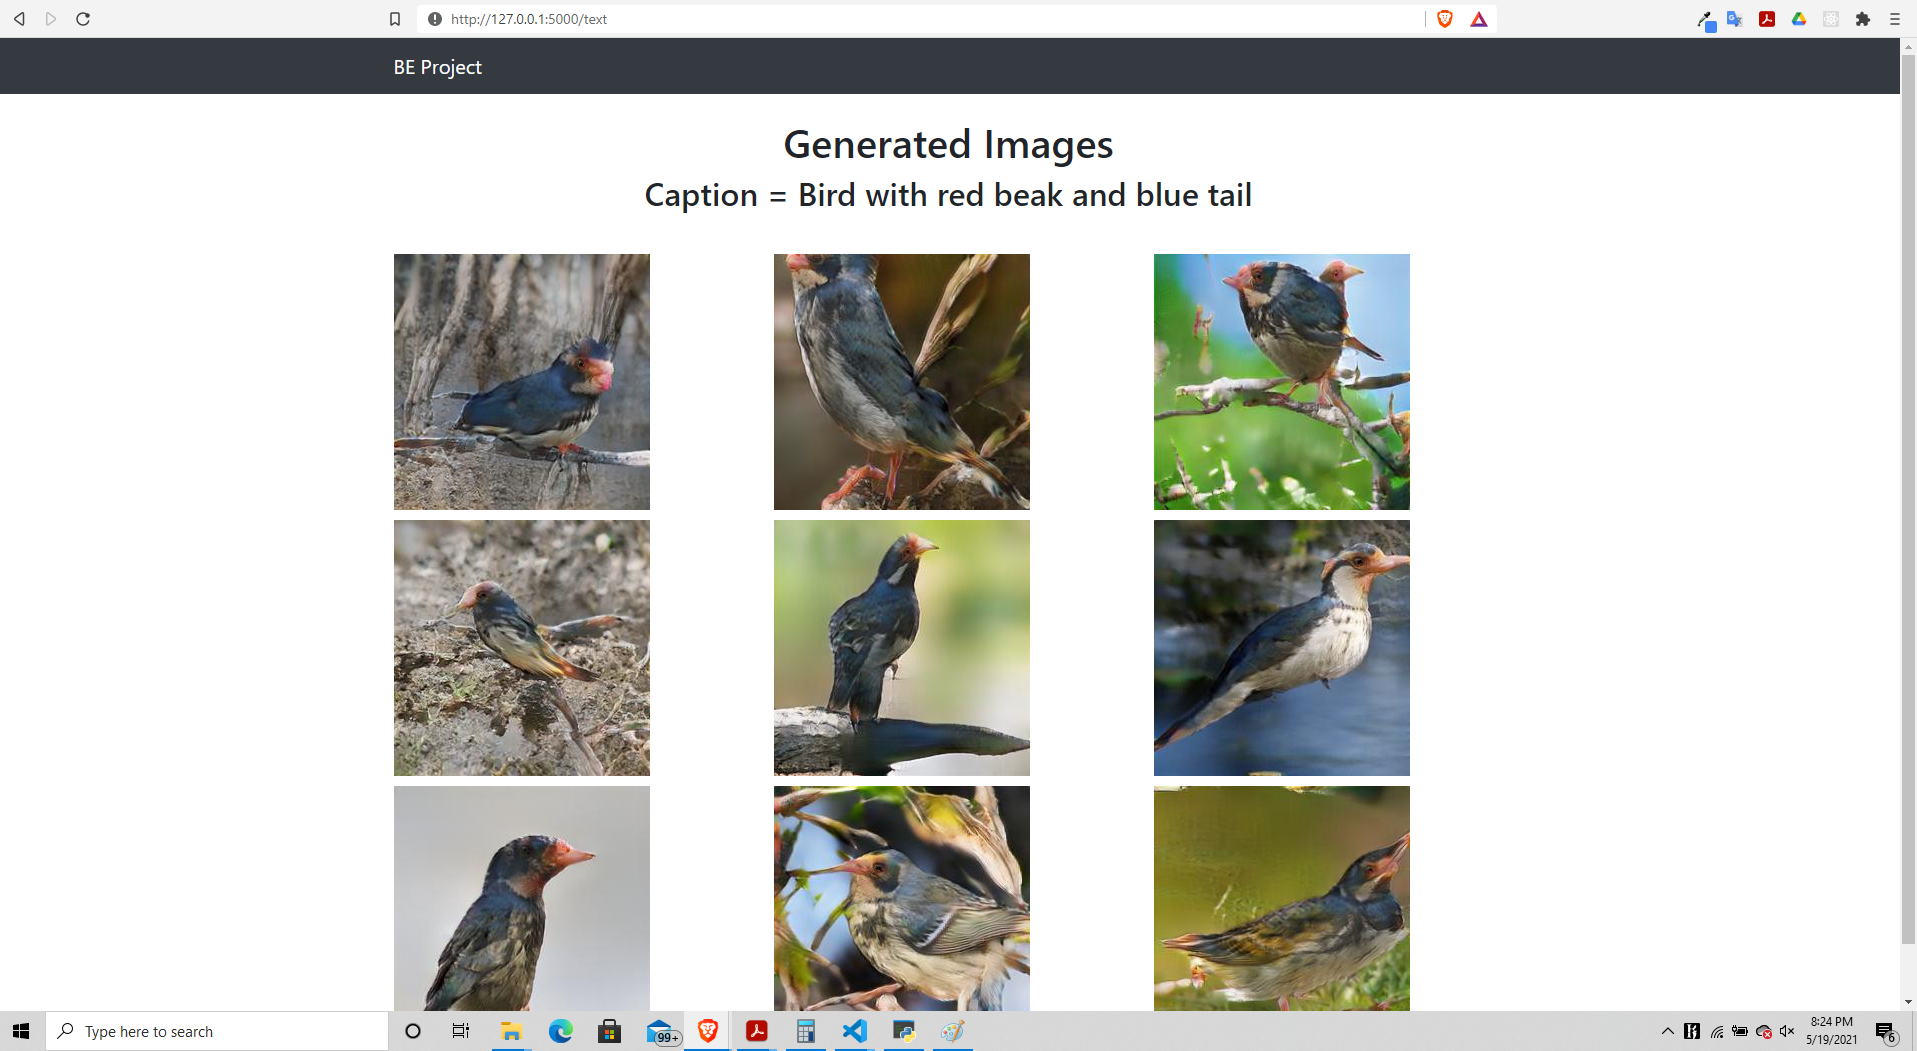 http://127.0.0.1:5000/text
BE Project
Generated Images
Caption = Bird with red beak and blue tail
Type here to search
99+
8:24 PM
5/19/2021
6